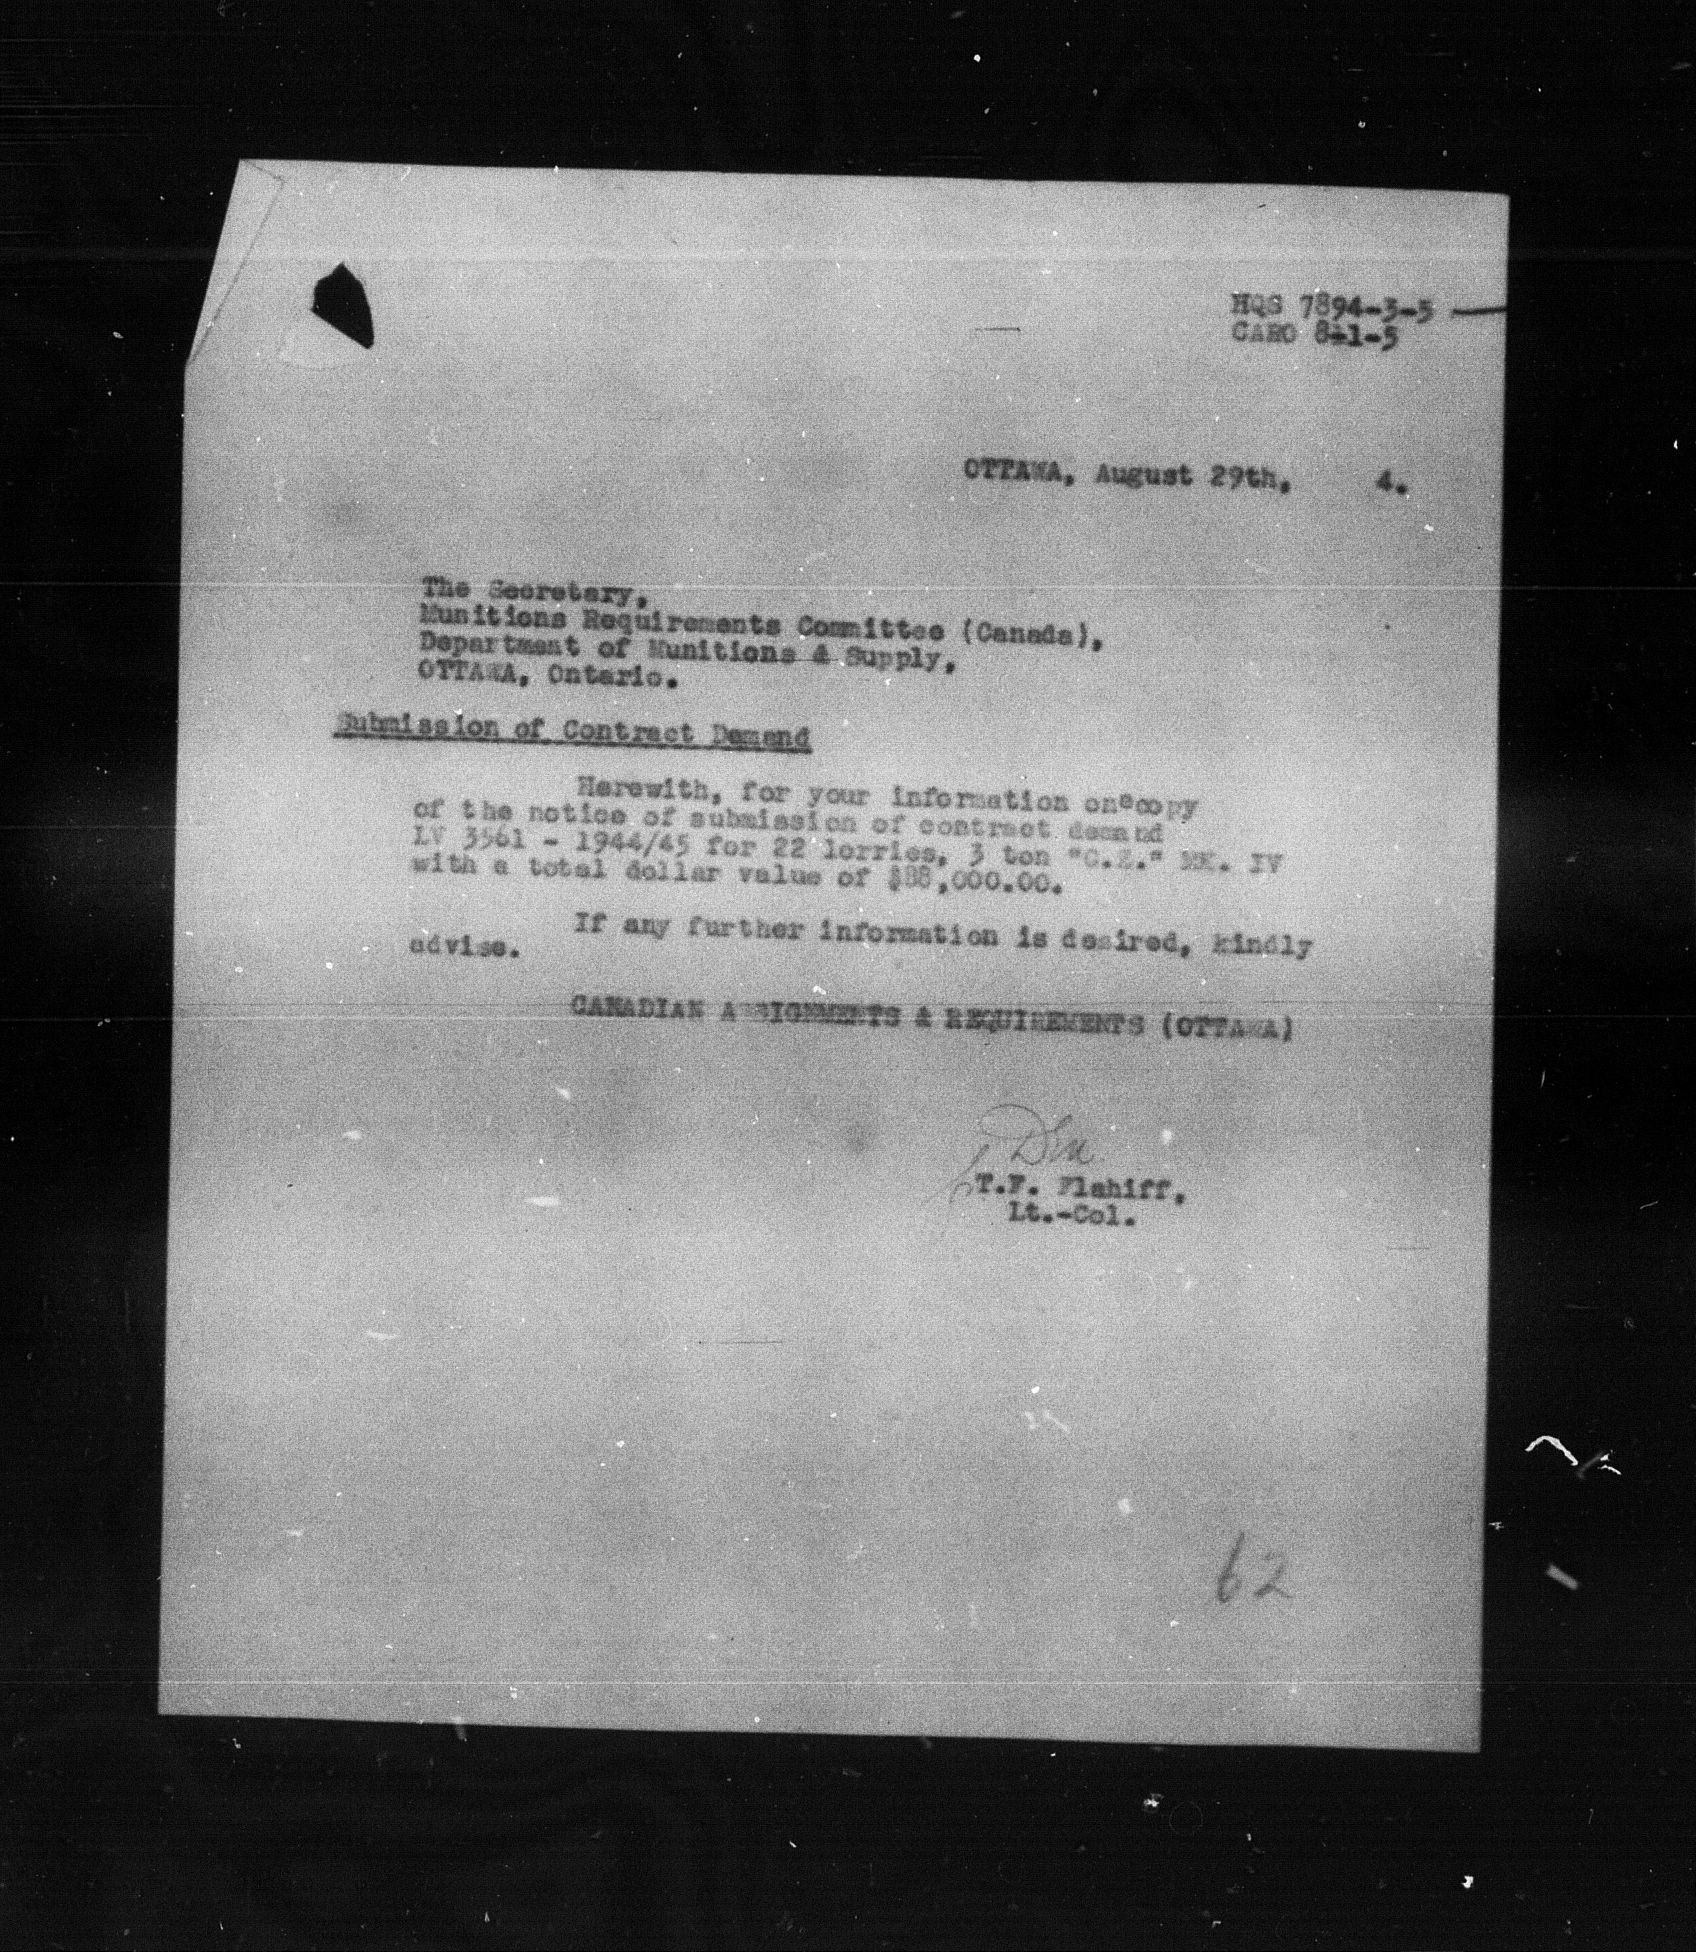 HQS 7894-3-5
CARO 8-1-5
OTTAWA, August 29th, 4.
The Secretary,
Munitions Requirements Committee (Canada),
Department of Munitions & Supply,
OTTAWA, Ontario.
Submission of Contract Demand
Herewith, for your information one copy
of the notice of submission of contract demand
LV 3561 - 1944/45 for 22 lorries, 3 ton "C.Z." MK. IV
with a total dollar value of $88,000.00.
If any further information is desired, kindly
advise.
CANADIAN ASSIGNMENTS & REQUIREMENTS (OTTAWA)
T.F. Flahiff,
Lt.-Col.
62